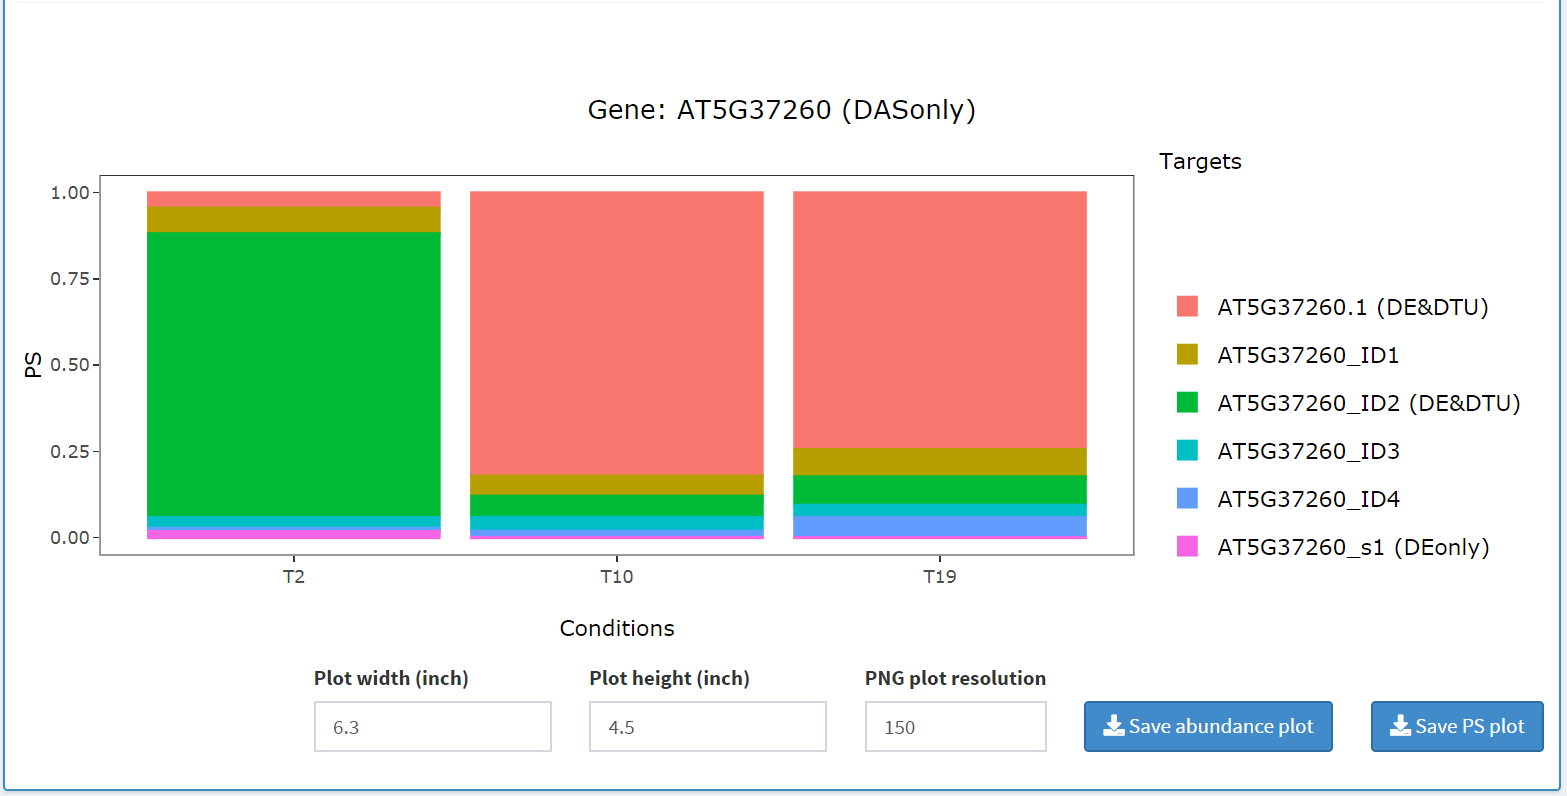 Gene: AT5G37260 (DASonly)
Targets
1.00
0.75
0.50
0.25
0.00
PS
T2 T10 T19
Conditions
AT5G37260.1 (DE&DTU)
AT5G37260_ID1
AT5G37260_ID2 (DE&DTU)
AT5G37260_ID3
AT5G37260_ID4
AT5G37260_s1 (DEonly)
Plot width (inch) Plot height (inch) PNG plot resolution
6.3 4.5 150 Save abundance plot Save PS plot